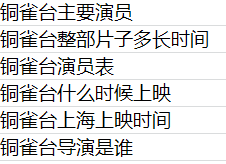 铜雀台主要演员
铜雀台整部片子多长时间
铜雀台演员表
铜雀台什么时候上映
铜雀台上海上映时间
铜雀台导演是谁